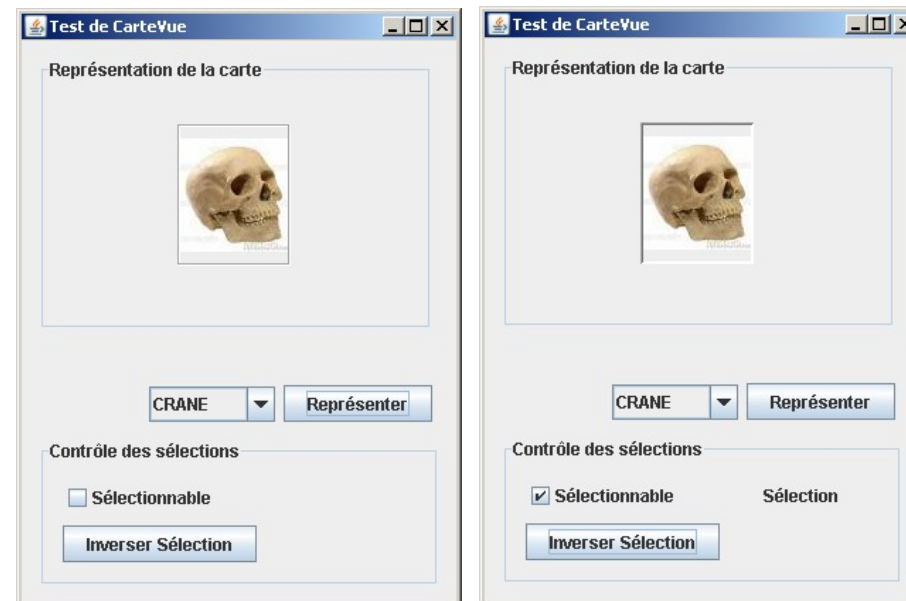 Test de CarteVue
Représentation de la carte
CRANE
Représenter
Contrôle des sélections
Sélectionnable
Inverser Sélection
Test de CarteVue
Représentation de la carte
CRANE
Représenter
Contrôle des sélections
Sélectionnable Sélection
Inverser Sélection